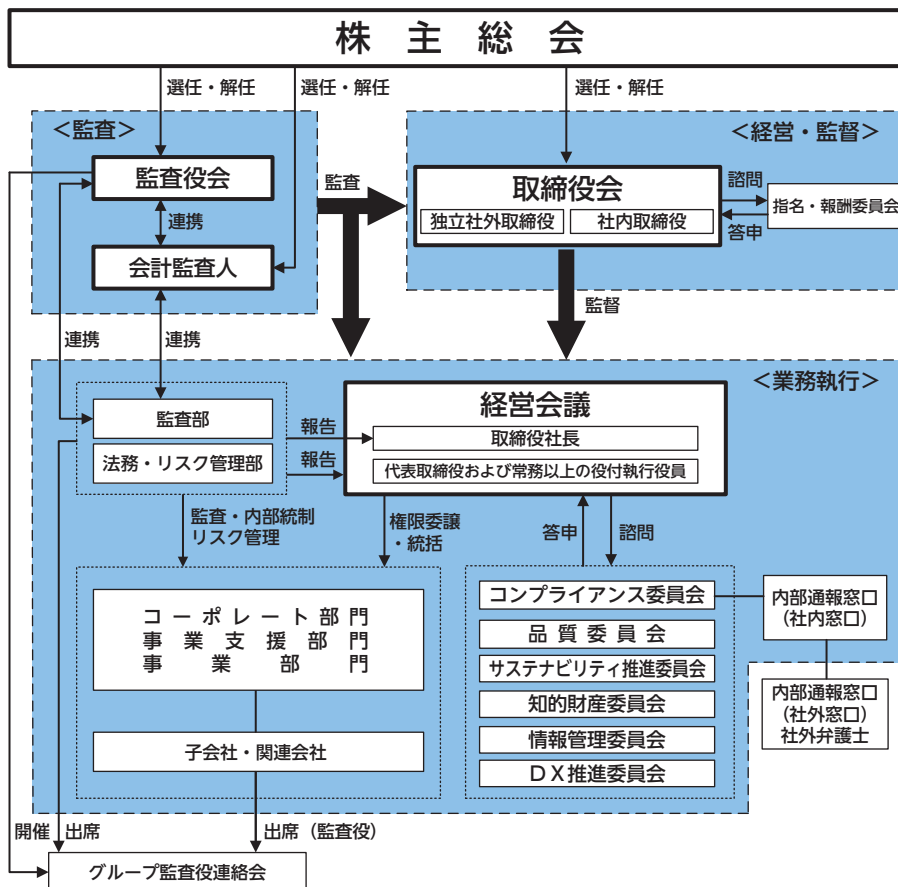 株主総会
選任・解任
選任・解任
選任・解任
＜監査＞
＜経営・監督＞
監査役会
連携
会計監査人
監査
取締役会
独立社外取締役
社内取締役
諮問
答申
指名・報酬委員会
監督
連携
連携
＜業務執行＞
監査部
法務・リスク管理部
報告
報告
経営会議
取締役社長
代表取締役および常務以上の役付執行役員
監査・内部統制
リスク管理
権限委譲
・統括
答申
諮問
コーポレート部門
事業支援部門
事業部門
子会社・関連会社
コンプライアンス委員会
品質委員会
サステナビリティ推進委員会
知的財産委員会
情報管理委員会
ＤＸ推進委員会
内部通報窓口
（社内窓口）
内部通報窓口
（社外窓口）
社外弁護士
開催
出席
出席（監査役）
グループ監査役連絡会